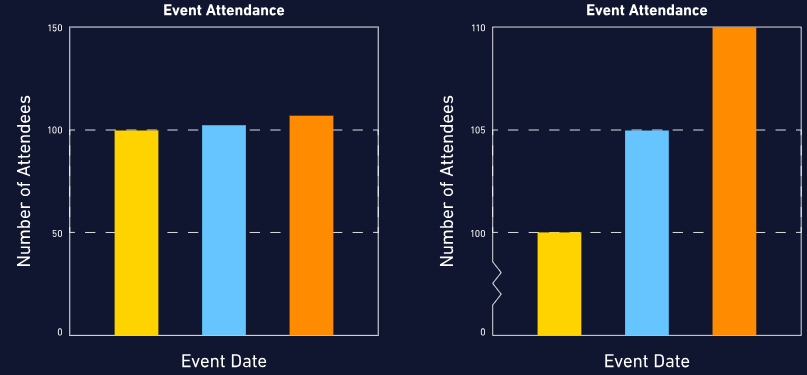 Event Attendance
150
100
50
0
Number of Attendees
Event Date
Event Attendance
110
105
100
0
Number of Attendees
Event Date